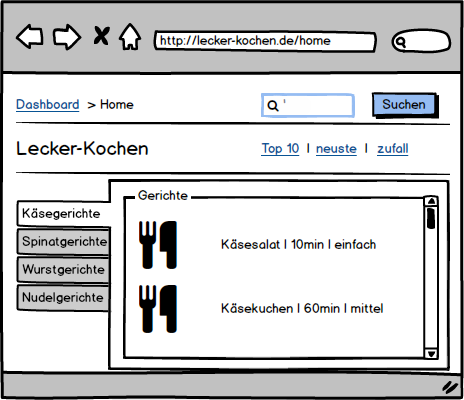 http://lecker-kochen.de/home
Dashboard > Home
Suchen
Lecker-Kochen
Top 10 | neuste | zufall
Gerichte
Käsegerichte
Spinatgerichte
Wurstgerichte
Nudelgerichte
Käsesalat | 10min | einfach
Käsekuchen | 60min | mittel